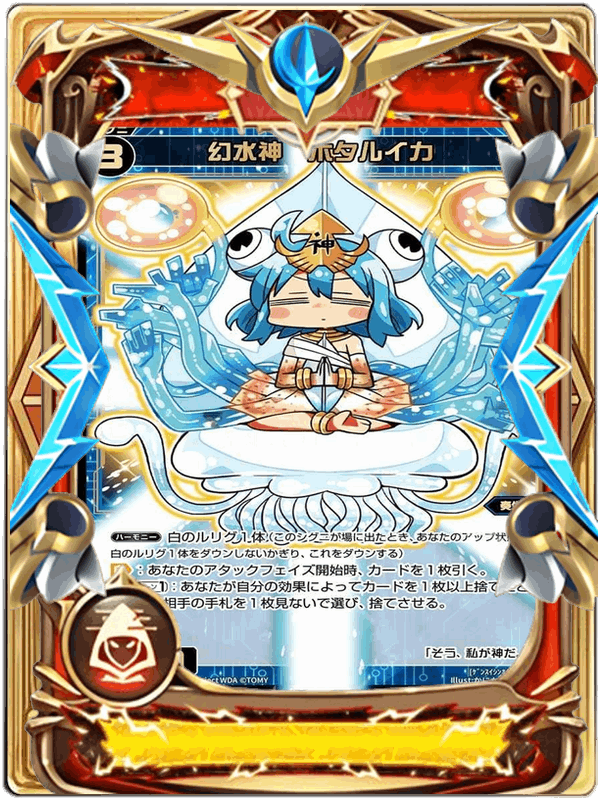 3
幻水神 ホタルイカ
神
ハーモニー 白のルリグ1体(このシグニが場に出たとき、あなたのアップ状
白のルリグ1体をダウンしないかぎり、これをダウンする)
:あなたのアタックフェイズ開始時、カードを1枚引く。
1):あなたが自分の効果によってカードを1枚以上捨て
相手の手札を1枚見ないで選び、捨てさせる。
「そう、私が神だ
WDA ©TOMY
Illust:か